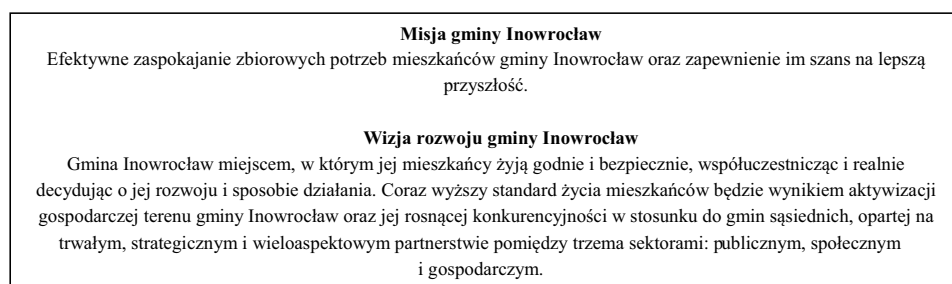 Misja gminy Inowrocław
Efektywne zaspokajanie zbiorowych potrzeb mieszkańców gminy Inowrocław oraz zapewnienie im szans na lepszą
przyszłość.
Wizja rozwoju gminy Inowrocław
Gmina Inowrocław miejscem, w którym jej mieszkańcy żyją godnie i bezpiecznie, współuczestnicząc i realnie
decydując o jej rozwoju i sposobie działania. Coraz wyższy standard życia mieszkańców będzie wynikiem aktywizacji
gospodarczej terenu gminy Inowrocław oraz jej rosnącej konkurencyjności w stosunku do gmin sąsiednich, opartej na
trwałym, strategicznym i wieloaspektowym partnerstwie pomiędzy trzema sektorami: publicznym, społecznym
i gospodarczym.